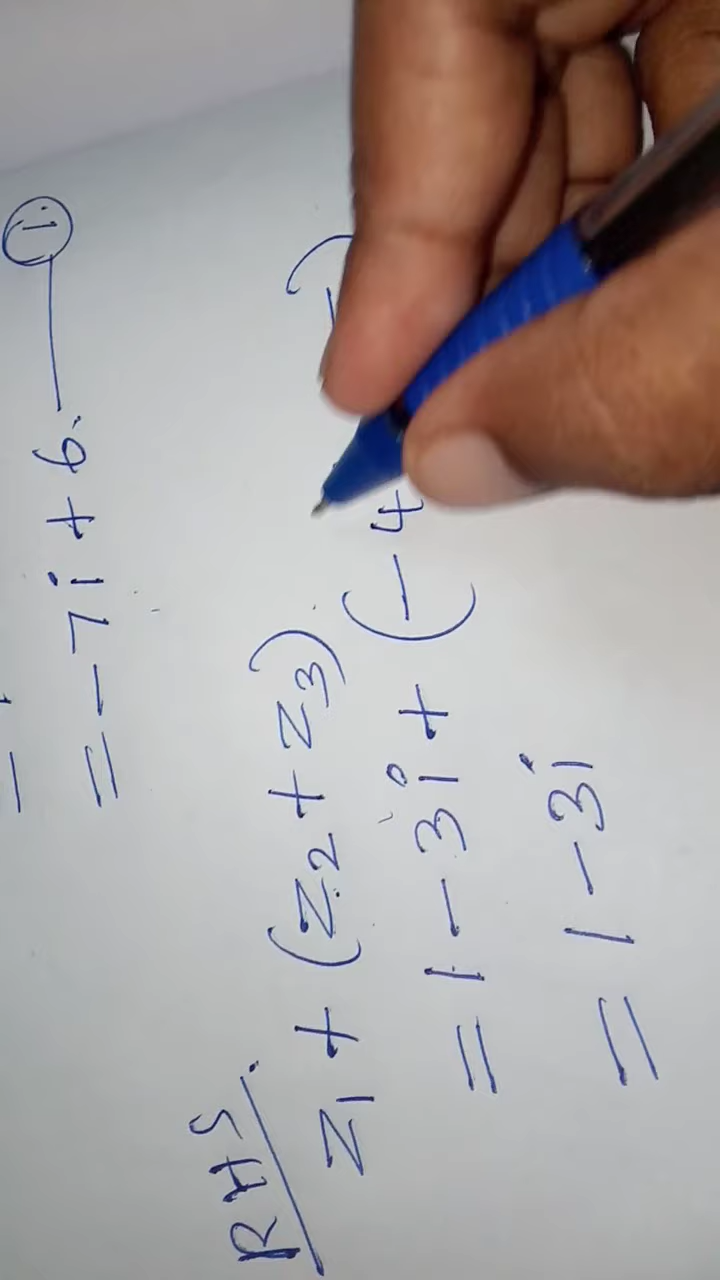 = - 7i + 6. ——— ①
RHS.
z₁ + (z₂ + z₃)
= 1 - 3i + (- 4 )
= 1 - 3i